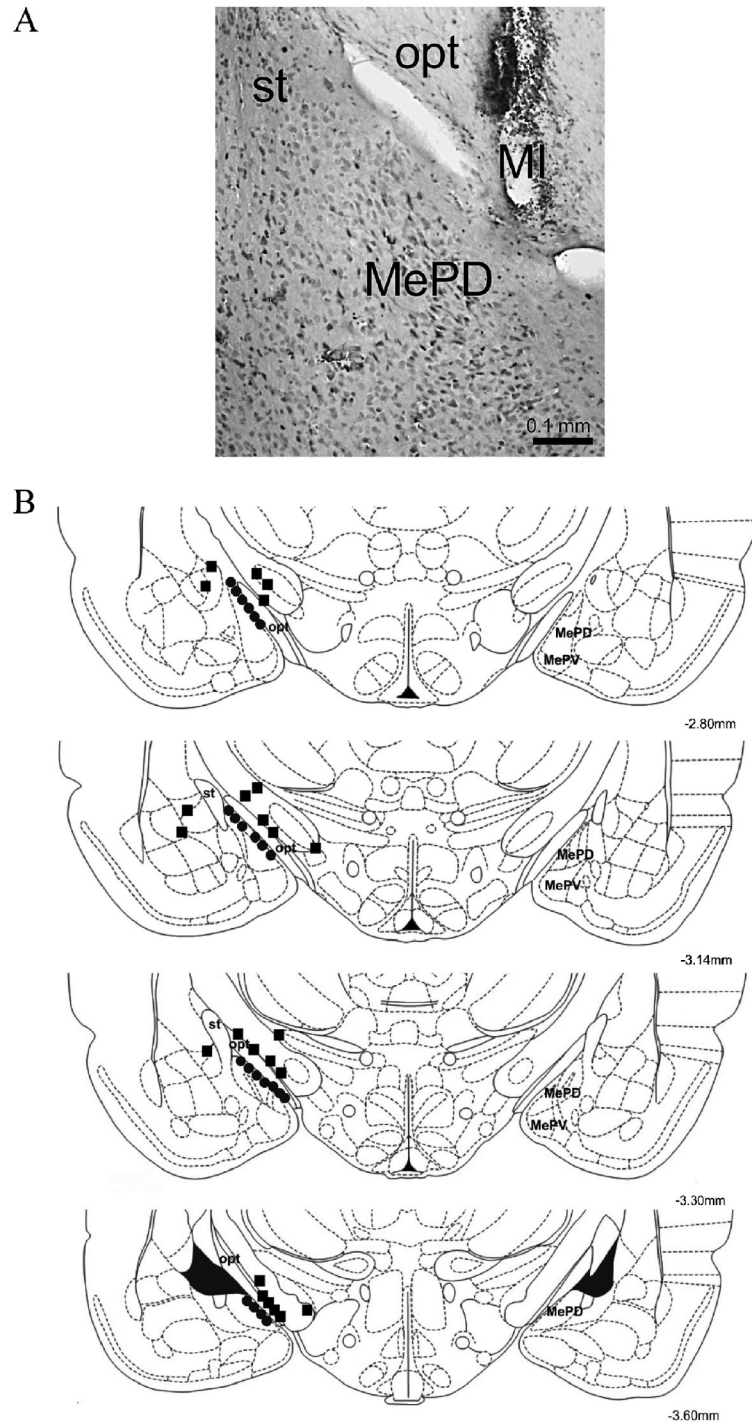 A
opt
st
MI
MePD
0.1 mm
B
opt
MePD
MePV
-2.80mm
st
opt
MePD
MePV
-3.14mm
st
opt
MePD
MePV
-3.30mm
opt
MePD
-3.60mm